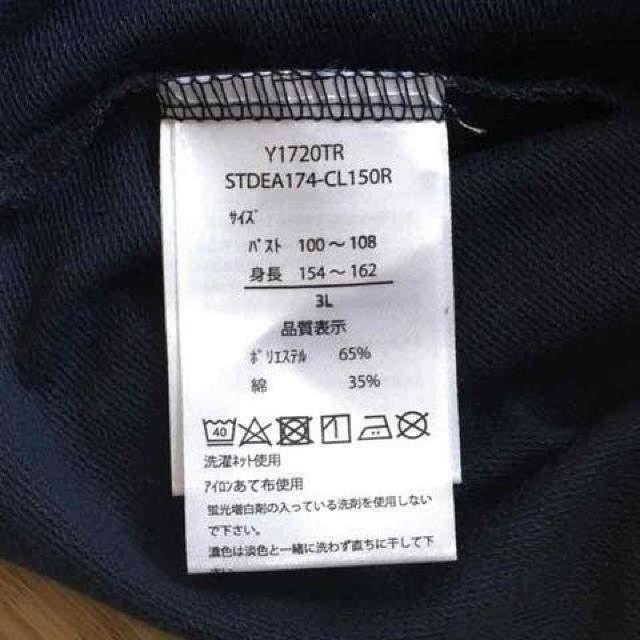 Y1720TR
STDEA174-CL150R
サイズ
バスト 100～108
身長 154～162
3L
品質表示
ポリエステル 65%
綿 35%
40
洗濯ネット使用
アイロンあて布使用
蛍光増白剤の入っている洗剤を使用しない
で下さい。
濃色は淡色と一緒に洗わず直ちに干して下
さい。